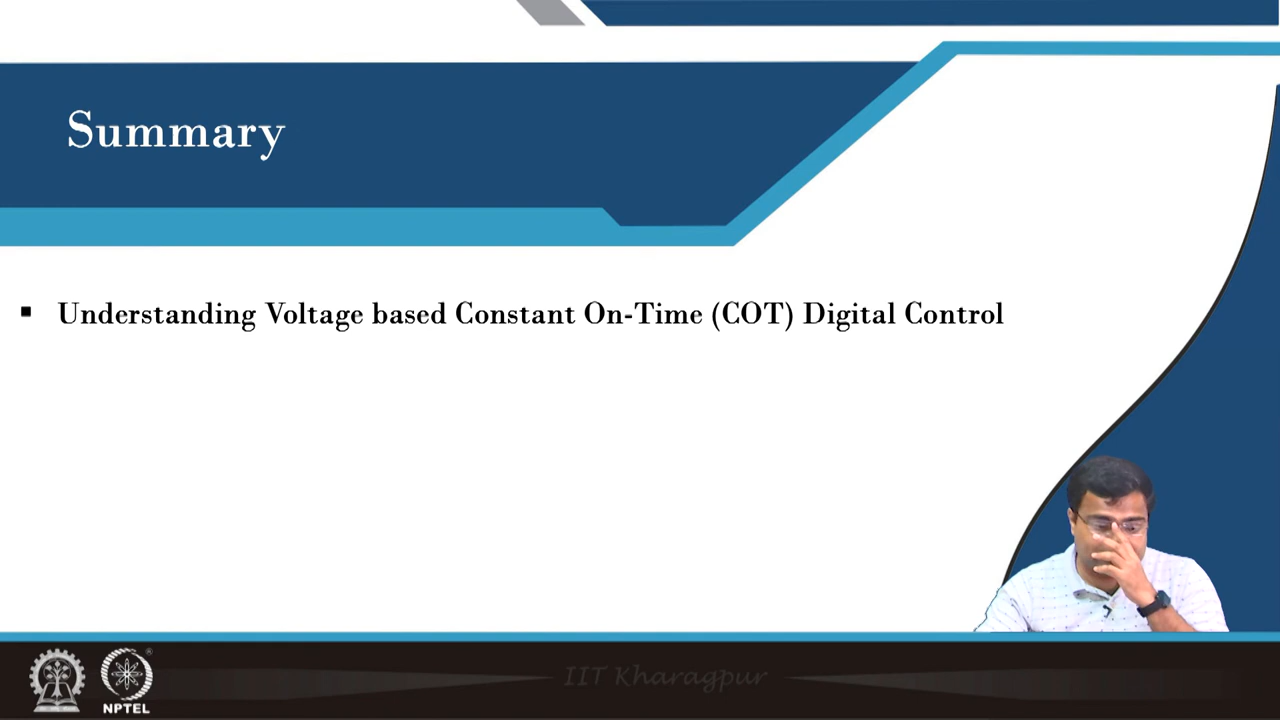 Summary
▪ Understanding Voltage based Constant On-Time (COT) Digital Control
IIT Kharagpur
NPTEL